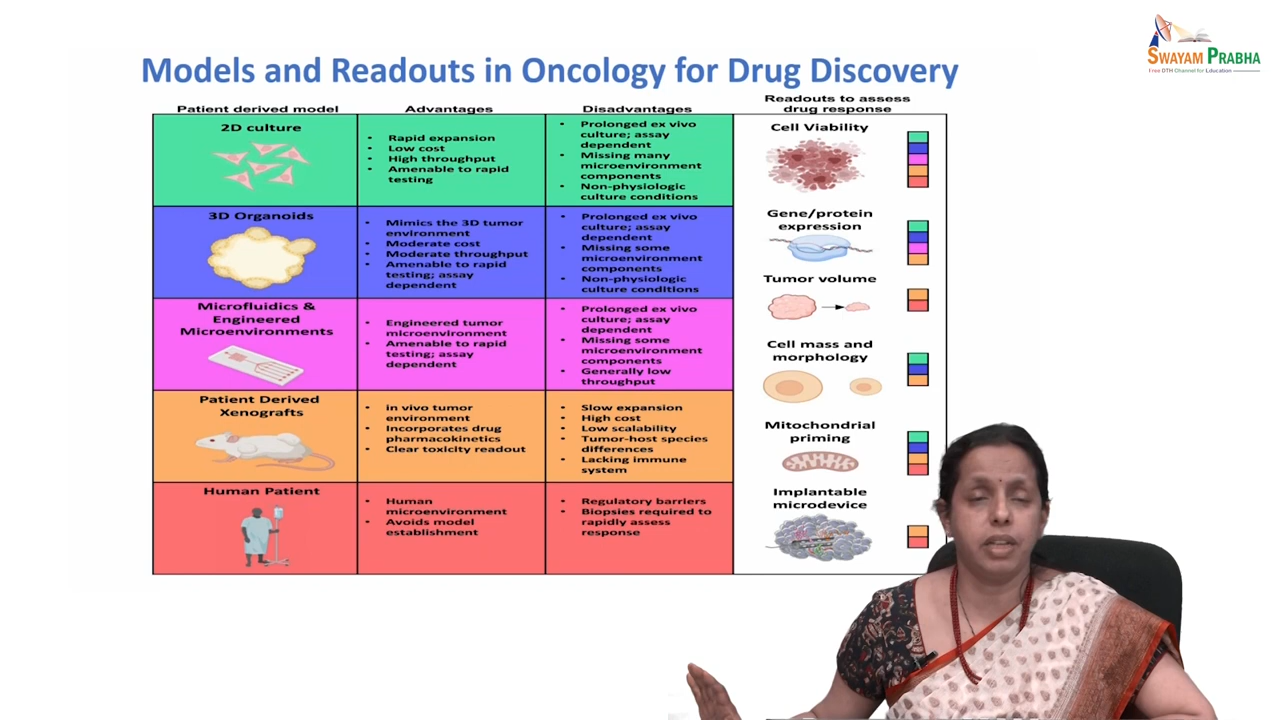 SWAYAM PRABHA
Free DTH Channel for Education
Models and Readouts in Oncology for Drug Discovery
Patient derived model
Advantages
Disadvantages
Readouts to assess
drug response
2D culture
• Rapid expansion
• Low cost
• High throughput
• Amenable to rapid
testing
• Prolonged ex vivo
culture; assay
dependent
• Missing many
microenvironment
components
• Non-physiologic
culture conditions
3D Organoids
• Mimics the 3D tumor
environment
• Moderate cost
• Moderate throughput
• Amenable to rapid
testing; assay
dependent
• Prolonged ex vivo
culture; assay
dependent
• Missing some
microenvironment
components
• Non-physiologic
culture conditions
Microfluidics &
Engineered
Microenvironments
• Engineered tumor
microenvironment
• Amenable to rapid
testing; assay
dependent
• Prolonged ex vivo
culture; assay
dependent
• Missing some
microenvironment
components
• Generally low
throughput
Patient Derived
Xenografts
• in vivo tumor
environment
• Incorporates drug
pharmacokinetics
• Clear toxicity readout
• Slow expansion
• High cost
• Low scalability
• Tumor-host species
differences
• Lacking immune
system
Human Patient
• Human
microenvironment
• Avoids model
establishment
• Regulatory barriers
• Biopsies required to
rapidly assess
response
Cell Viability
Gene/protein
expression
Tumor volume
Cell mass and
morphology
Mitochondrial
priming
Implantable
microdevice